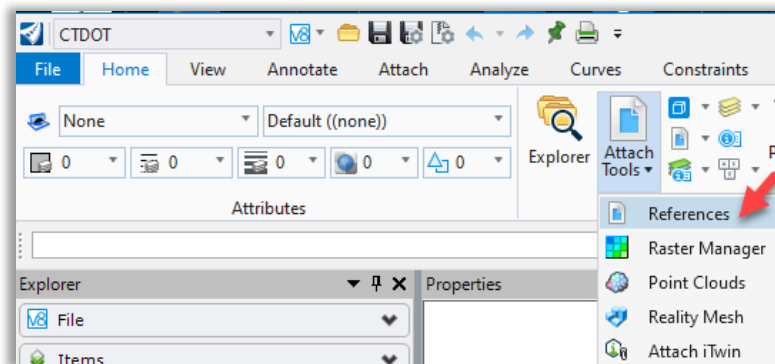 CTDOT
File Home View Annotate Attach Analyze Curves Constraints
None Default ((none))
0 0 0 0 0
Explorer
Attach
Tools
Attributes
References
Raster Manager
Point Clouds
Reality Mesh
Attach iTwin
Explorer
Properties
V8 File
Items